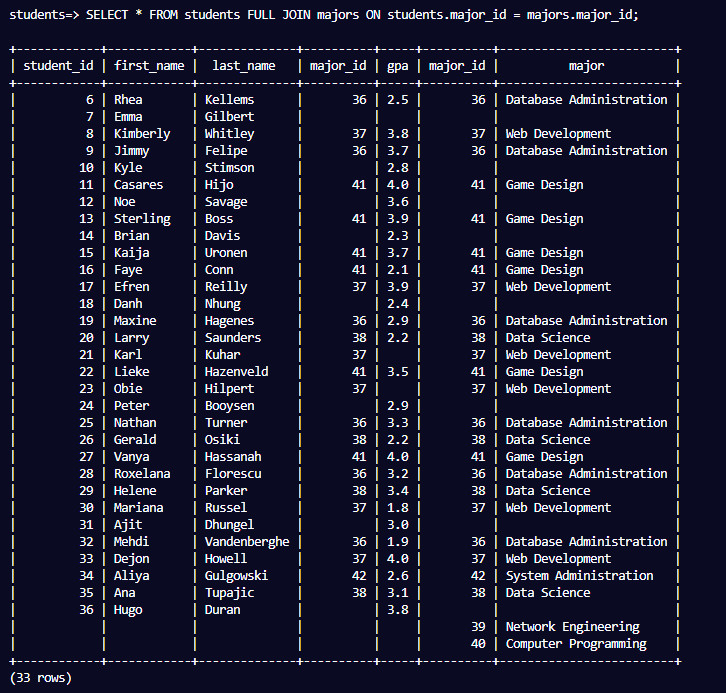 students=> SELECT * FROM students FULL JOIN majors ON students.major_id = majors.major_id;
+------------+------------+--------------+----------+-----+----------+-------------------------+
| student_id | first_name |  last_name   | major_id | gpa | major_id |          major          |
+------------+------------+--------------+----------+-----+----------+-------------------------+
|          6 | Rhea       | Kellems      |       36 | 2.5 |       36 | Database Administration |
|          7 | Emma       | Gilbert      |          |     |          |                         |
|          8 | Kimberly   | Whitley      |       37 | 3.8 |       37 | Web Development         |
|          9 | Jimmy      | Felipe       |       36 | 3.7 |       36 | Database Administration |
|         10 | Kyle       | Stimson      |          | 2.8 |          |                         |
|         11 | Casares    | Hijo         |       41 | 4.0 |       41 | Game Design             |
|         12 | Noe        | Savage       |          | 3.6 |          |                         |
|         13 | Sterling   | Boss         |       41 | 3.9 |       41 | Game Design             |
|         14 | Brian      | Davis        |          | 2.3 |          |                         |
|         15 | Kaija      | Uronen       |       41 | 3.7 |       41 | Game Design             |
|         16 | Faye       | Conn         |       41 | 2.1 |       41 | Game Design             |
|         17 | Efren      | Reilly       |       37 | 3.9 |       37 | Web Development         |
|         18 | Danh       | Nhung        |          | 2.4 |          |                         |
|         19 | Maxine     | Hagenes      |       36 | 2.9 |       36 | Database Administration |
|         20 | Larry      | Saunders     |       38 | 2.2 |       38 | Data Science            |
|         21 | Karl       | Kuhar        |       37 |     |       37 | Web Development         |
|         22 | Lieke      | Hazenveld    |       41 | 3.5 |       41 | Game Design             |
|         23 | Obie       | Hilpert      |       37 |     |       37 | Web Development         |
|         24 | Peter      | Booysen      |          | 2.9 |          |                         |
|         25 | Nathan     | Turner       |       36 | 3.3 |       36 | Database Administration |
|         26 | Gerald     | Osiki        |       38 | 2.2 |       38 | Data Science            |
|         27 | Vanya      | Hassanah     |       41 | 4.0 |       41 | Game Design             |
|         28 | Roxelana   | Florescu     |       36 | 3.2 |       36 | Database Administration |
|         29 | Helene     | Parker       |       38 | 3.4 |       38 | Data Science            |
|         30 | Mariana    | Russel       |       37 | 1.8 |       37 | Web Development         |
|         31 | Ajit       | Dhungel      |          | 3.0 |          |                         |
|         32 | Mehdi      | Vandenberghe |       36 | 1.9 |       36 | Database Administration |
|         33 | Dejon      | Howell       |       37 | 4.0 |       37 | Web Development         |
|         34 | Aliya      | Gulgowski    |       42 | 2.6 |       42 | System Administration   |
|         35 | Ana        | Tupajic      |       38 | 3.1 |       38 | Data Science            |
|         36 | Hugo       | Duran        |          | 3.8 |          |                         |
|            |            |              |          |     |       39 | Network Engineering     |
|            |            |              |          |     |       40 | Computer Programming    |
+------------+------------+--------------+----------+-----+----------+-------------------------+
(33 rows)